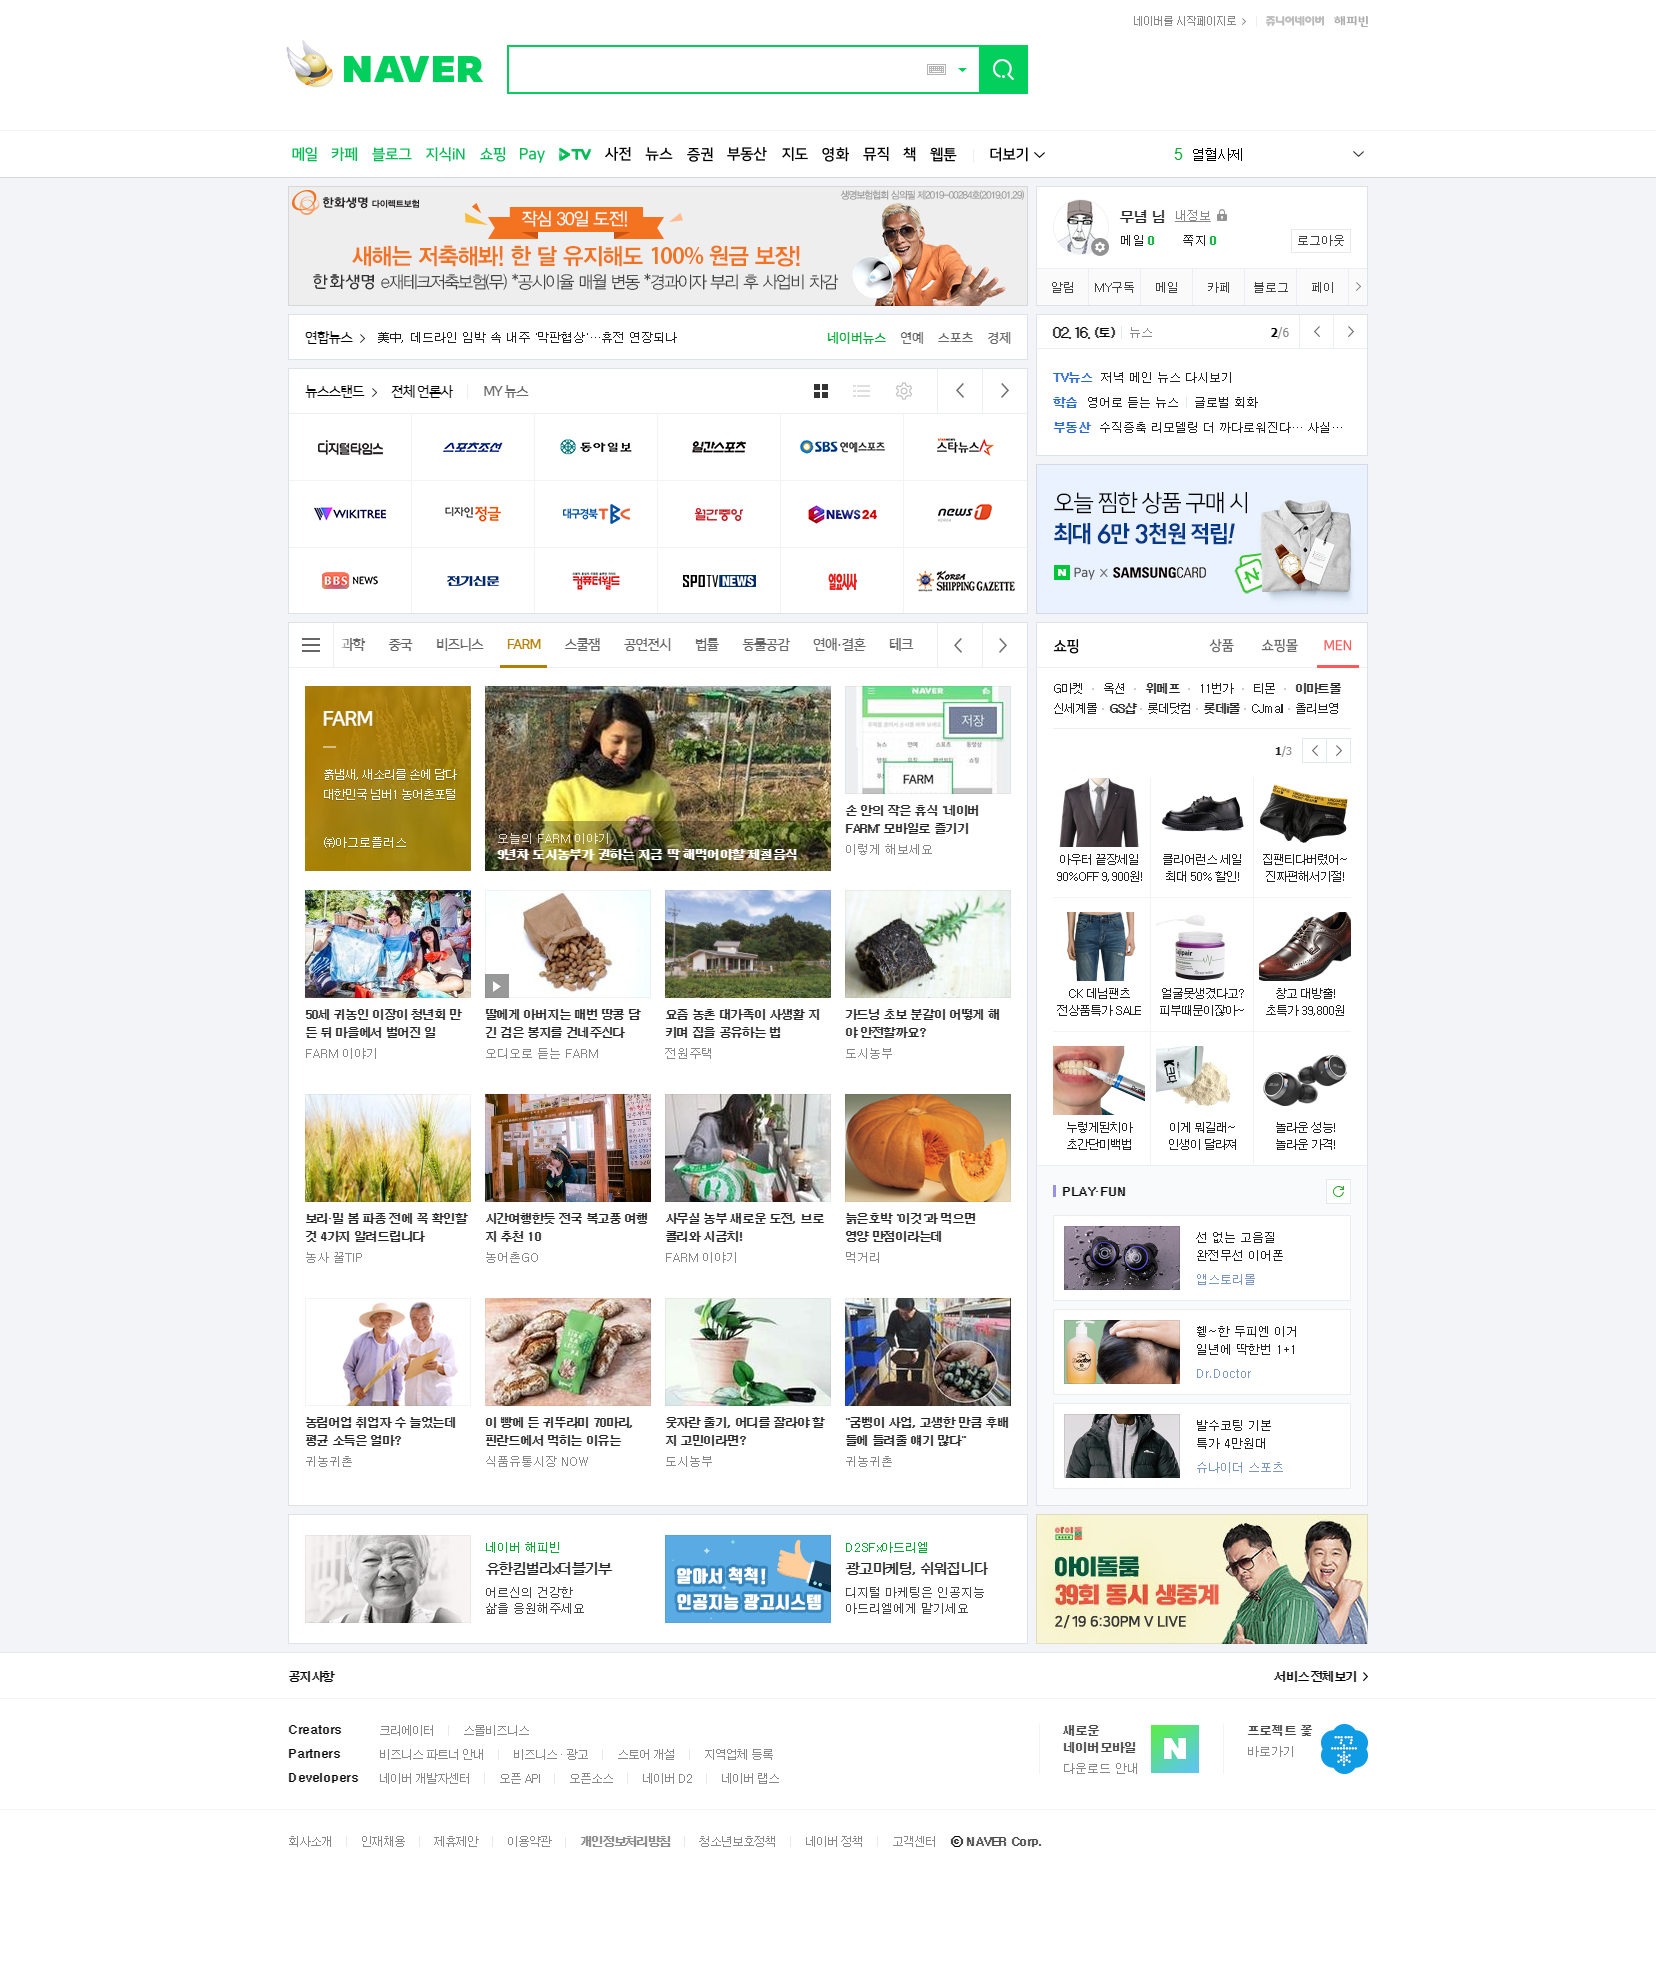 네이버를 시작페이지로
쥬니어네이버 해피빈
NAVER
메일 카페 블로그 지식iN 쇼핑 Pay TV 사전 뉴스 증권 부동산 지도 영화 뮤직 책 웹툰 더보기
5 열혈사제
한화생명 다이렉트보험
생명보험협회 심의필 제2019-00284호(2019.01.29)
작심 30일 도전!
새해는 저축해봐! 한 달 유지해도 100% 원금 보장!
한화생명 e재테크저축보험(무) *공시이율 매월 변동 *경과이자 부리 후 사업비 차감
무념 님 내정보
메일 0 쪽지 0
로그아웃
알림 MY구독 메일 카페 블로그 페이
연합뉴스 美中, 데드라인 임박 속 내주 '막판협상'…휴전 연장되나
네이버뉴스 연예 스포츠 경제
02. 16. (토) 뉴스 2/6
TV뉴스 저녁 메인 뉴스 다시보기
학습 영어로 듣는 뉴스 글로벌 회화
부동산 수직증축 리모델링 더 까다로워진다… 사실…
뉴스스탠드 전체 언론사 MY 뉴스
디지털타임스 스포츠조선 동아일보 일간스포츠 SBS 연예스포츠 스타뉴스
WIKITREE 디자인정글 대구경북TBC 월간중앙 eNEWS24 news1
BBS NEWS 전기신문 컴퓨터월드 SPOTV NEWS 열린시사 KOREA SHIPPING GAZETTE
오늘 찜한 상품 구매 시
최대 6만 3천원 적립!
N Pay × SAMSUNG CARD
과학 중국 비즈니스 FARM 스쿨잼 공연전시 법률 동물공감 연애·결혼 테크
FARM
흙냄새, 새소리를 손에 담다
대한민국 넘버1 농어촌포털
㈜아그로플러스
오늘의 FARM 이야기
9년차 도시농부가 권하는 지금 딱 해먹어야할 제철음식
NAVER
저장
FARM
손 안의 작은 휴식 '네이버
FARM' 모바일로 즐기기
이렇게 해보세요
50세 귀농인 이장이 청년회 만
든 뒤 마을에서 벌어진 일
FARM 이야기
딸에게 아버지는 매번 땅콩 담
긴 검은 봉지를 건네주신다
오디오로 듣는 FARM
요즘 농촌 대가족이 사생활 지
키며 집을 공유하는 법
전원주택
가드닝 초보 분갈이 어떻게 해
야 안전할까요?
도시농부
보리·밀 봄 파종 전에 꼭 확인할
것 4가지 알려드립니다
농사 꿀TIP
시간여행한듯 전국 복고풍 여행
지 추천 10
농어촌GO
사무실 농부 새로운 도전, 브로
콜리와 시금치!
FARM 이야기
늙은호박 '이것'과 먹으면
영양 만점이라는데
먹거리
농림어업 취업자 수 늘었는데
평균 소득은 얼마?
귀농귀촌
이 빵에 든 귀뚜라미 70마리,
핀란드에서 먹히는 이유는
식품유통시장 NOW
웃자란 줄기, 어디를 잘라야 할
지 고민이라면?
도시농부
"굼벵이 사업, 고생한 만큼 후배
들에 들려줄 얘기 많다"
귀농귀촌
쇼핑 상품 쇼핑몰 MEN
G마켓 · 옥션 · 위메프 · 11번가 · 티몬 · 이마트몰
신세계몰 · GS샵 · 롯데닷컴 · 롯데i몰 · CJmall · 올리브영
1/3
아우터 끝장세일
90%OFF 9,900원!
클리어런스 세일
최대 50% 할인!
집팬티다버렸어~
진짜편해서기절!
CK 데님팬츠
전상품특가 SALE
얼굴못생겼다고?
피부때문이잖아~
창고 대방출!
초특가 39,800원
누렇게된치아
초간단미백법
이게 뭐길래~
인생이 달라져
놀라운 성능!
놀라운 가격!
PLAY·FUN
선 없는 고음질
완전무선 이어폰
앱스토리몰
휑~한 두피엔 이거
일년에 딱한번 1+1
Dr.Doctor
발수코팅 기본
특가 4만원대
슈나이더 스포츠
네이버 해피빈
유한킴벌리x더블기부
어르신의 건강한
삶을 응원해주세요
알아서 척척!
인공지능 광고시스템
D2SFx아드리엘
광고마케팅, 쉬워집니다
디지털 마케팅은 인공지능
아드리엘에게 맡기세요
아이돌룸
39회 동시 생중계
2/19 6:30PM V LIVE
공지사항
서비스 전체보기
Creators 크리에이터 스몰비즈니스
Partners 비즈니스 파트너 안내 비즈니스 · 광고 스토어 개설 지역업체 등록
Developers 네이버 개발자센터 오픈 API 오픈소스 네이버 D2 네이버 랩스
새로운
네이버 모바일
다운로드 안내
N
프로젝트 꽃
바로가기
회사소개 인재채용 제휴제안 이용약관 개인정보처리방침 청소년보호정책 네이버 정책 고객센터 ⓒ NAVER Corp.